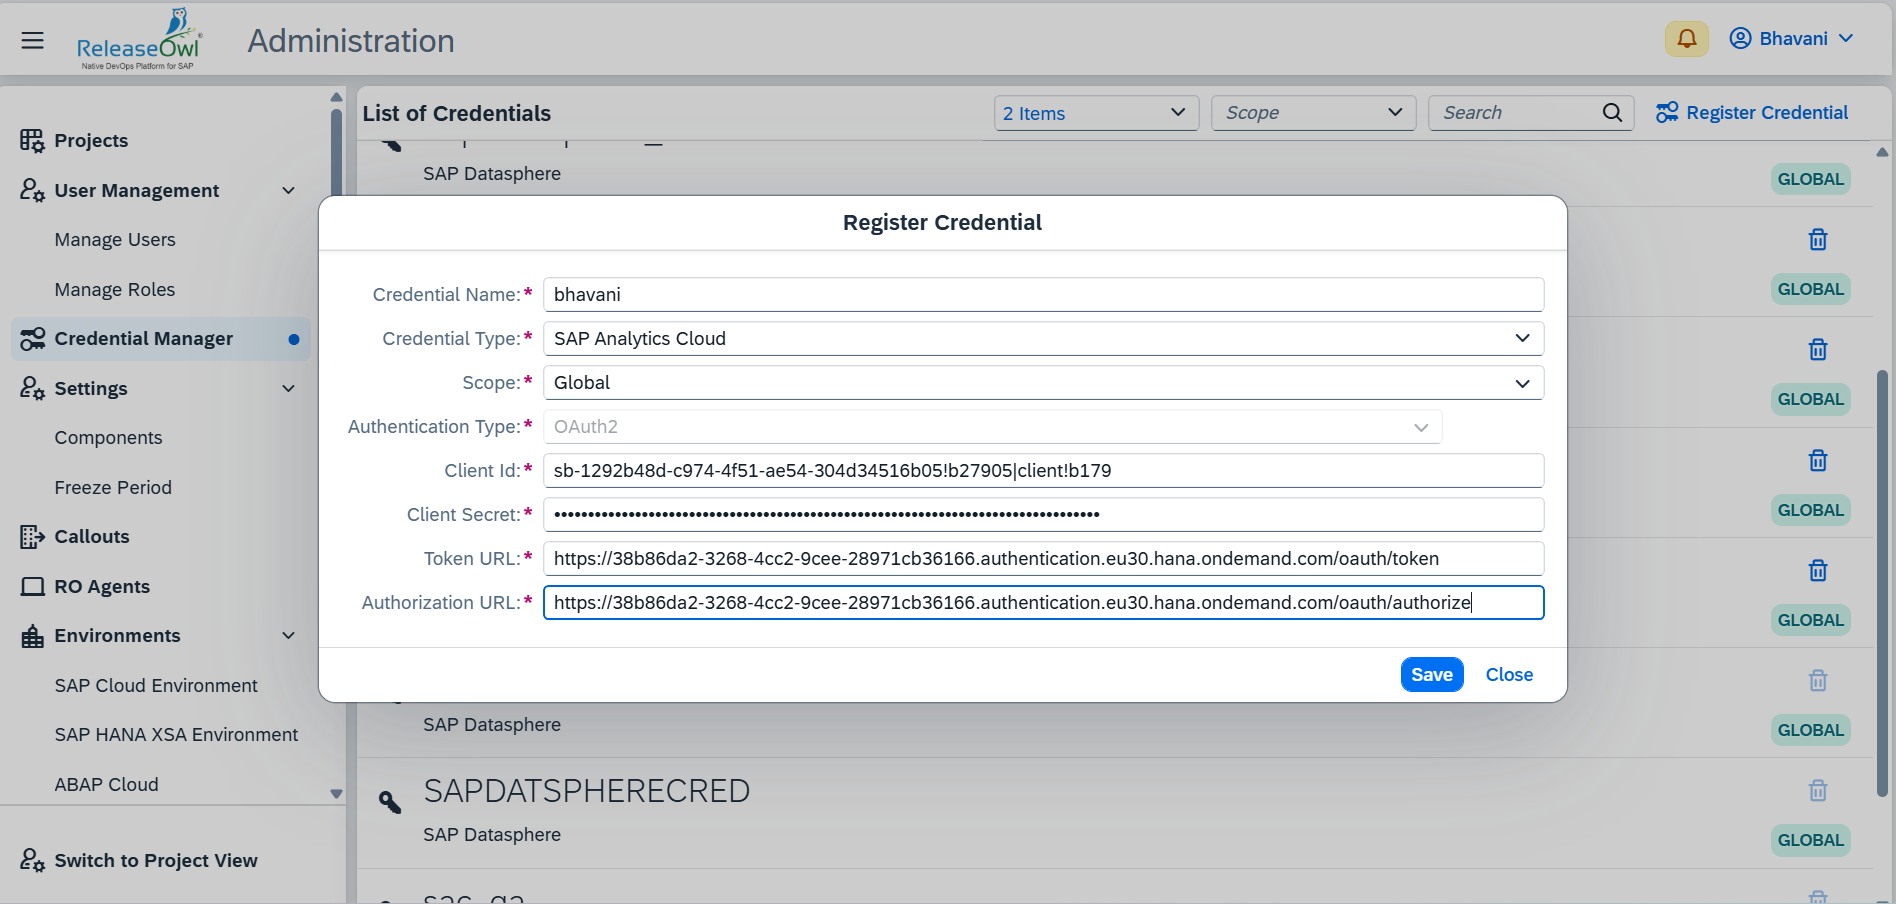 ReleaseOwl
Native DevOps Platform for SAP
Administration
Bhavani
Projects
User Management
Manage Users
Manage Roles
Credential Manager
Settings
Components
Freeze Period
Callouts
RO Agents
Environments
SAP Cloud Environment
SAP HANA XSA Environment
ABAP Cloud
Switch to Project View
List of Credentials
2 Items
Scope
Search
Register Credential
SAP Datasphere
GLOBAL
GLOBAL
GLOBAL
GLOBAL
GLOBAL
Register Credential
Credential Name:* bhavani
Credential Type:* SAP Analytics Cloud
Scope:* Global
Authentication Type:* OAuth2
Client Id:* sb-1292b48d-c974-4f51-ae54-304d34516b05!b27905|client!b179
Client Secret:* ••••••••••••••••••••••••••••••••••••••••••••••••••••••••••••••••••••••••••••••
Token URL:* https://38b86da2-3268-4cc2-9cee-28971cb36166.authentication.eu30.hana.ondemand.com/oauth/token
Authorization URL:* https://38b86da2-3268-4cc2-9cee-28971cb36166.authentication.eu30.hana.ondemand.com/oauth/authorize
Save
Close
SAP Datasphere
GLOBAL
SAPDATSPHERECRED
SAP Datasphere
GLOBAL